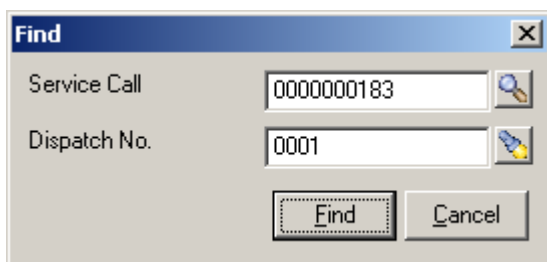 Find
Service Call 0000000183
Dispatch No. 0001
Find Cancel